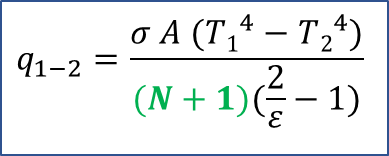 q₁₋₂ = σ A (T₁⁴ − T₂⁴) / (N + 1)(2/ε − 1)